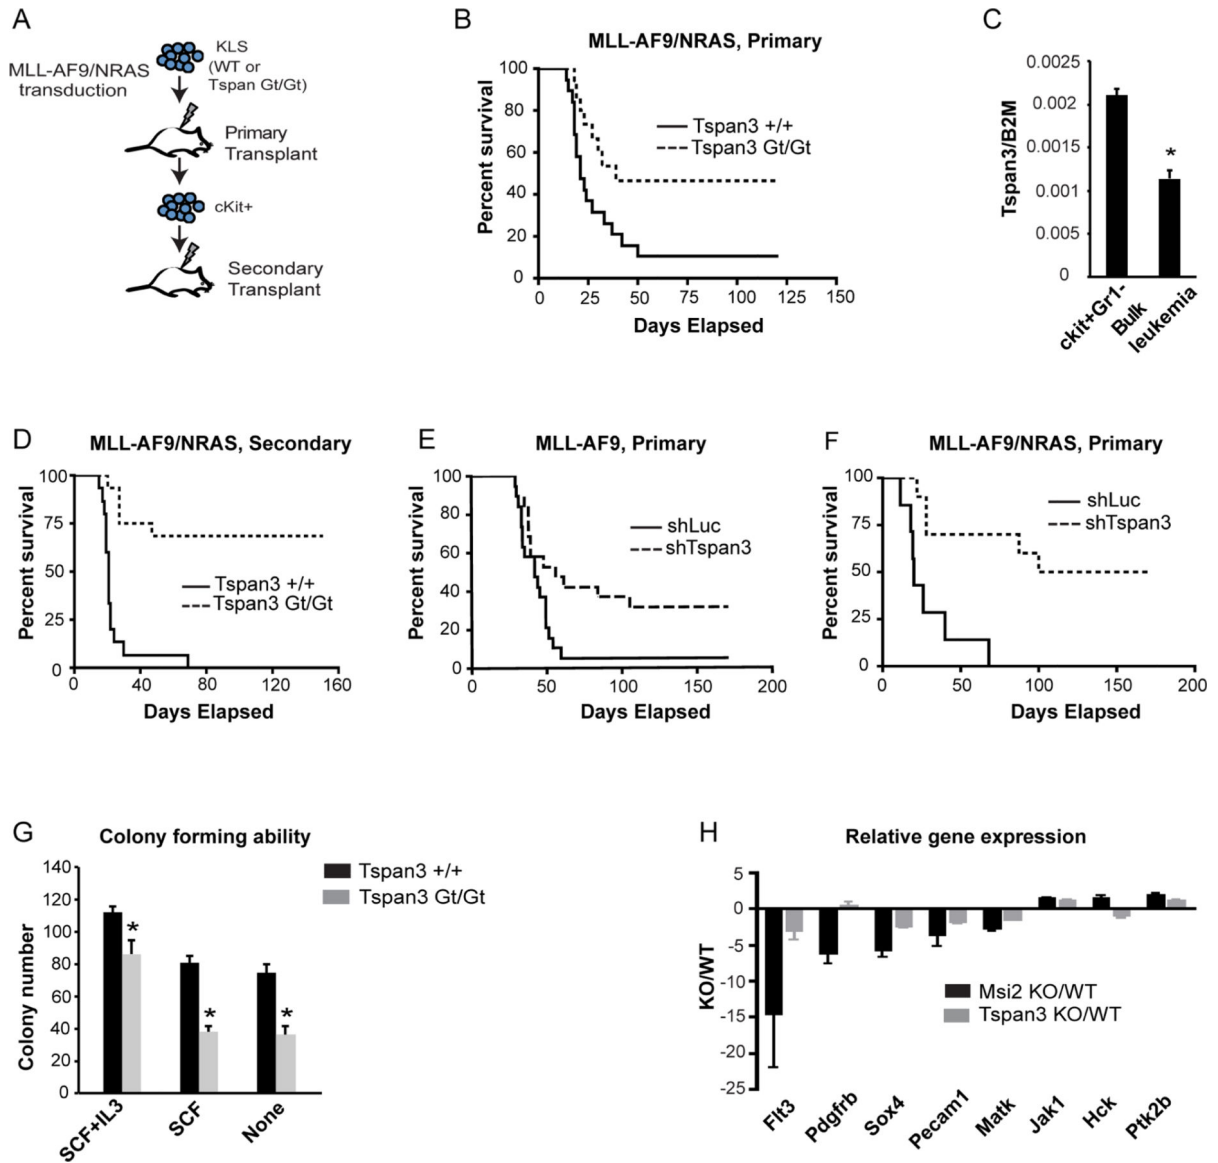 A
MLL-AF9/NRAS
transduction
KLS
(WT or
Tspan Gt/Gt)
Primary
Transplant
cKit+
Secondary
Transplant
B
MLL-AF9/NRAS, Primary
Percent survival
100
80
60
40
20
0
Tspan3 +/+
Tspan3 Gt/Gt
0 25 50 75 100 125 150
Days Elapsed
C
Tspan3/B2M
0.0025
0.002
0.0015
0.001
0.005
0
*
ckit+Gr1-
Bulk
leukemia
D
MLL-AF9/NRAS, Secondary
Percent survival
100
75
50
25
0
Tspan3 +/+
Tspan3 Gt/Gt
0 40 80 120 160
Days Elapsed
E
MLL-AF9, Primary
Percent survival
100
80
60
40
20
0
shLuc
shTspan3
0 50 100 150 200
Days Elapsed
F
MLL-AF9/NRAS, Primary
Percent survival
100
75
50
25
0
shLuc
shTspan3
0 50 100 150 200
Days Elapsed
G
Colony forming ability
Colony number
140
120
100
80
60
40
20
0
Tspan3 +/+
Tspan3 Gt/Gt
* * *
SCF+IL3
SCF
None
H
Relative gene expression
KO/WT
5
0
-5
-10
-15
-20
-25
Msi2 KO/WT
Tspan3 KO/WT
Flt3
Pdgfrb
Sox4
Pecam1
Matk
Jak1
Hck
Ptk2b